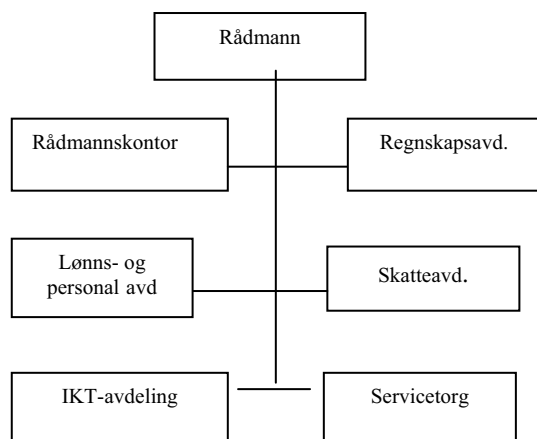 Rådmann
Rådmannskontor
Regnskapsavd.
Lønns- og
personal avd
Skatteavd.
IKT-avdeling
Servicetorg